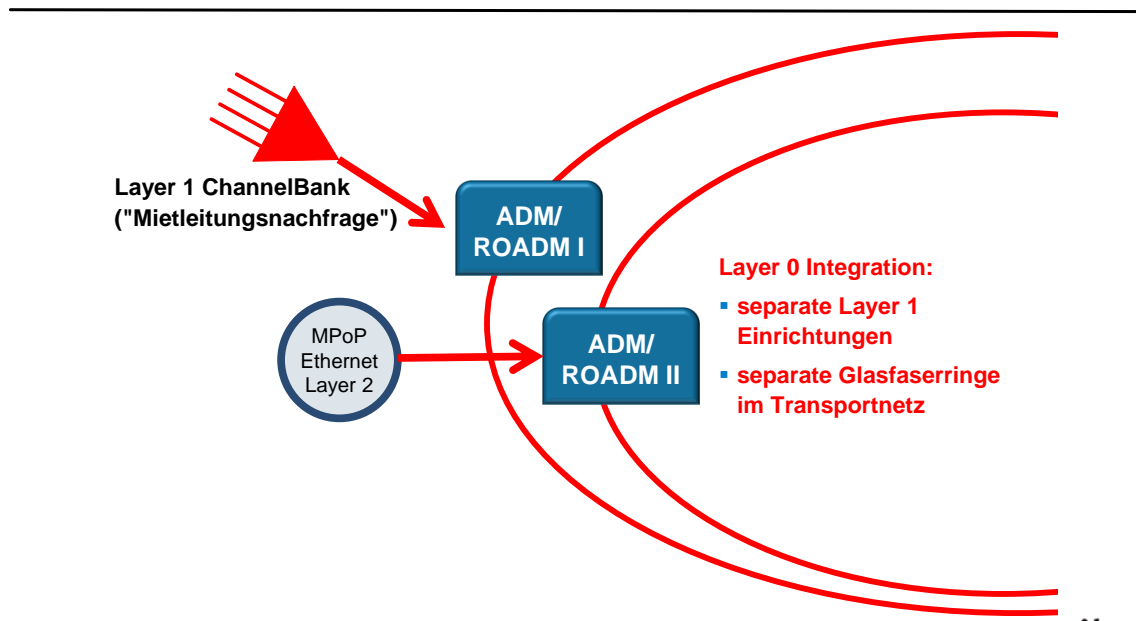 Layer 1 ChannelBank
("Mietleitungsnachfrage")
ADM/
ROADM I
MPoP
Ethernet
Layer 2
ADM/
ROADM II
Layer 0 Integration:
▪ separate Layer 1
Einrichtungen
▪ separate Glasfaserringe
im Transportnetz